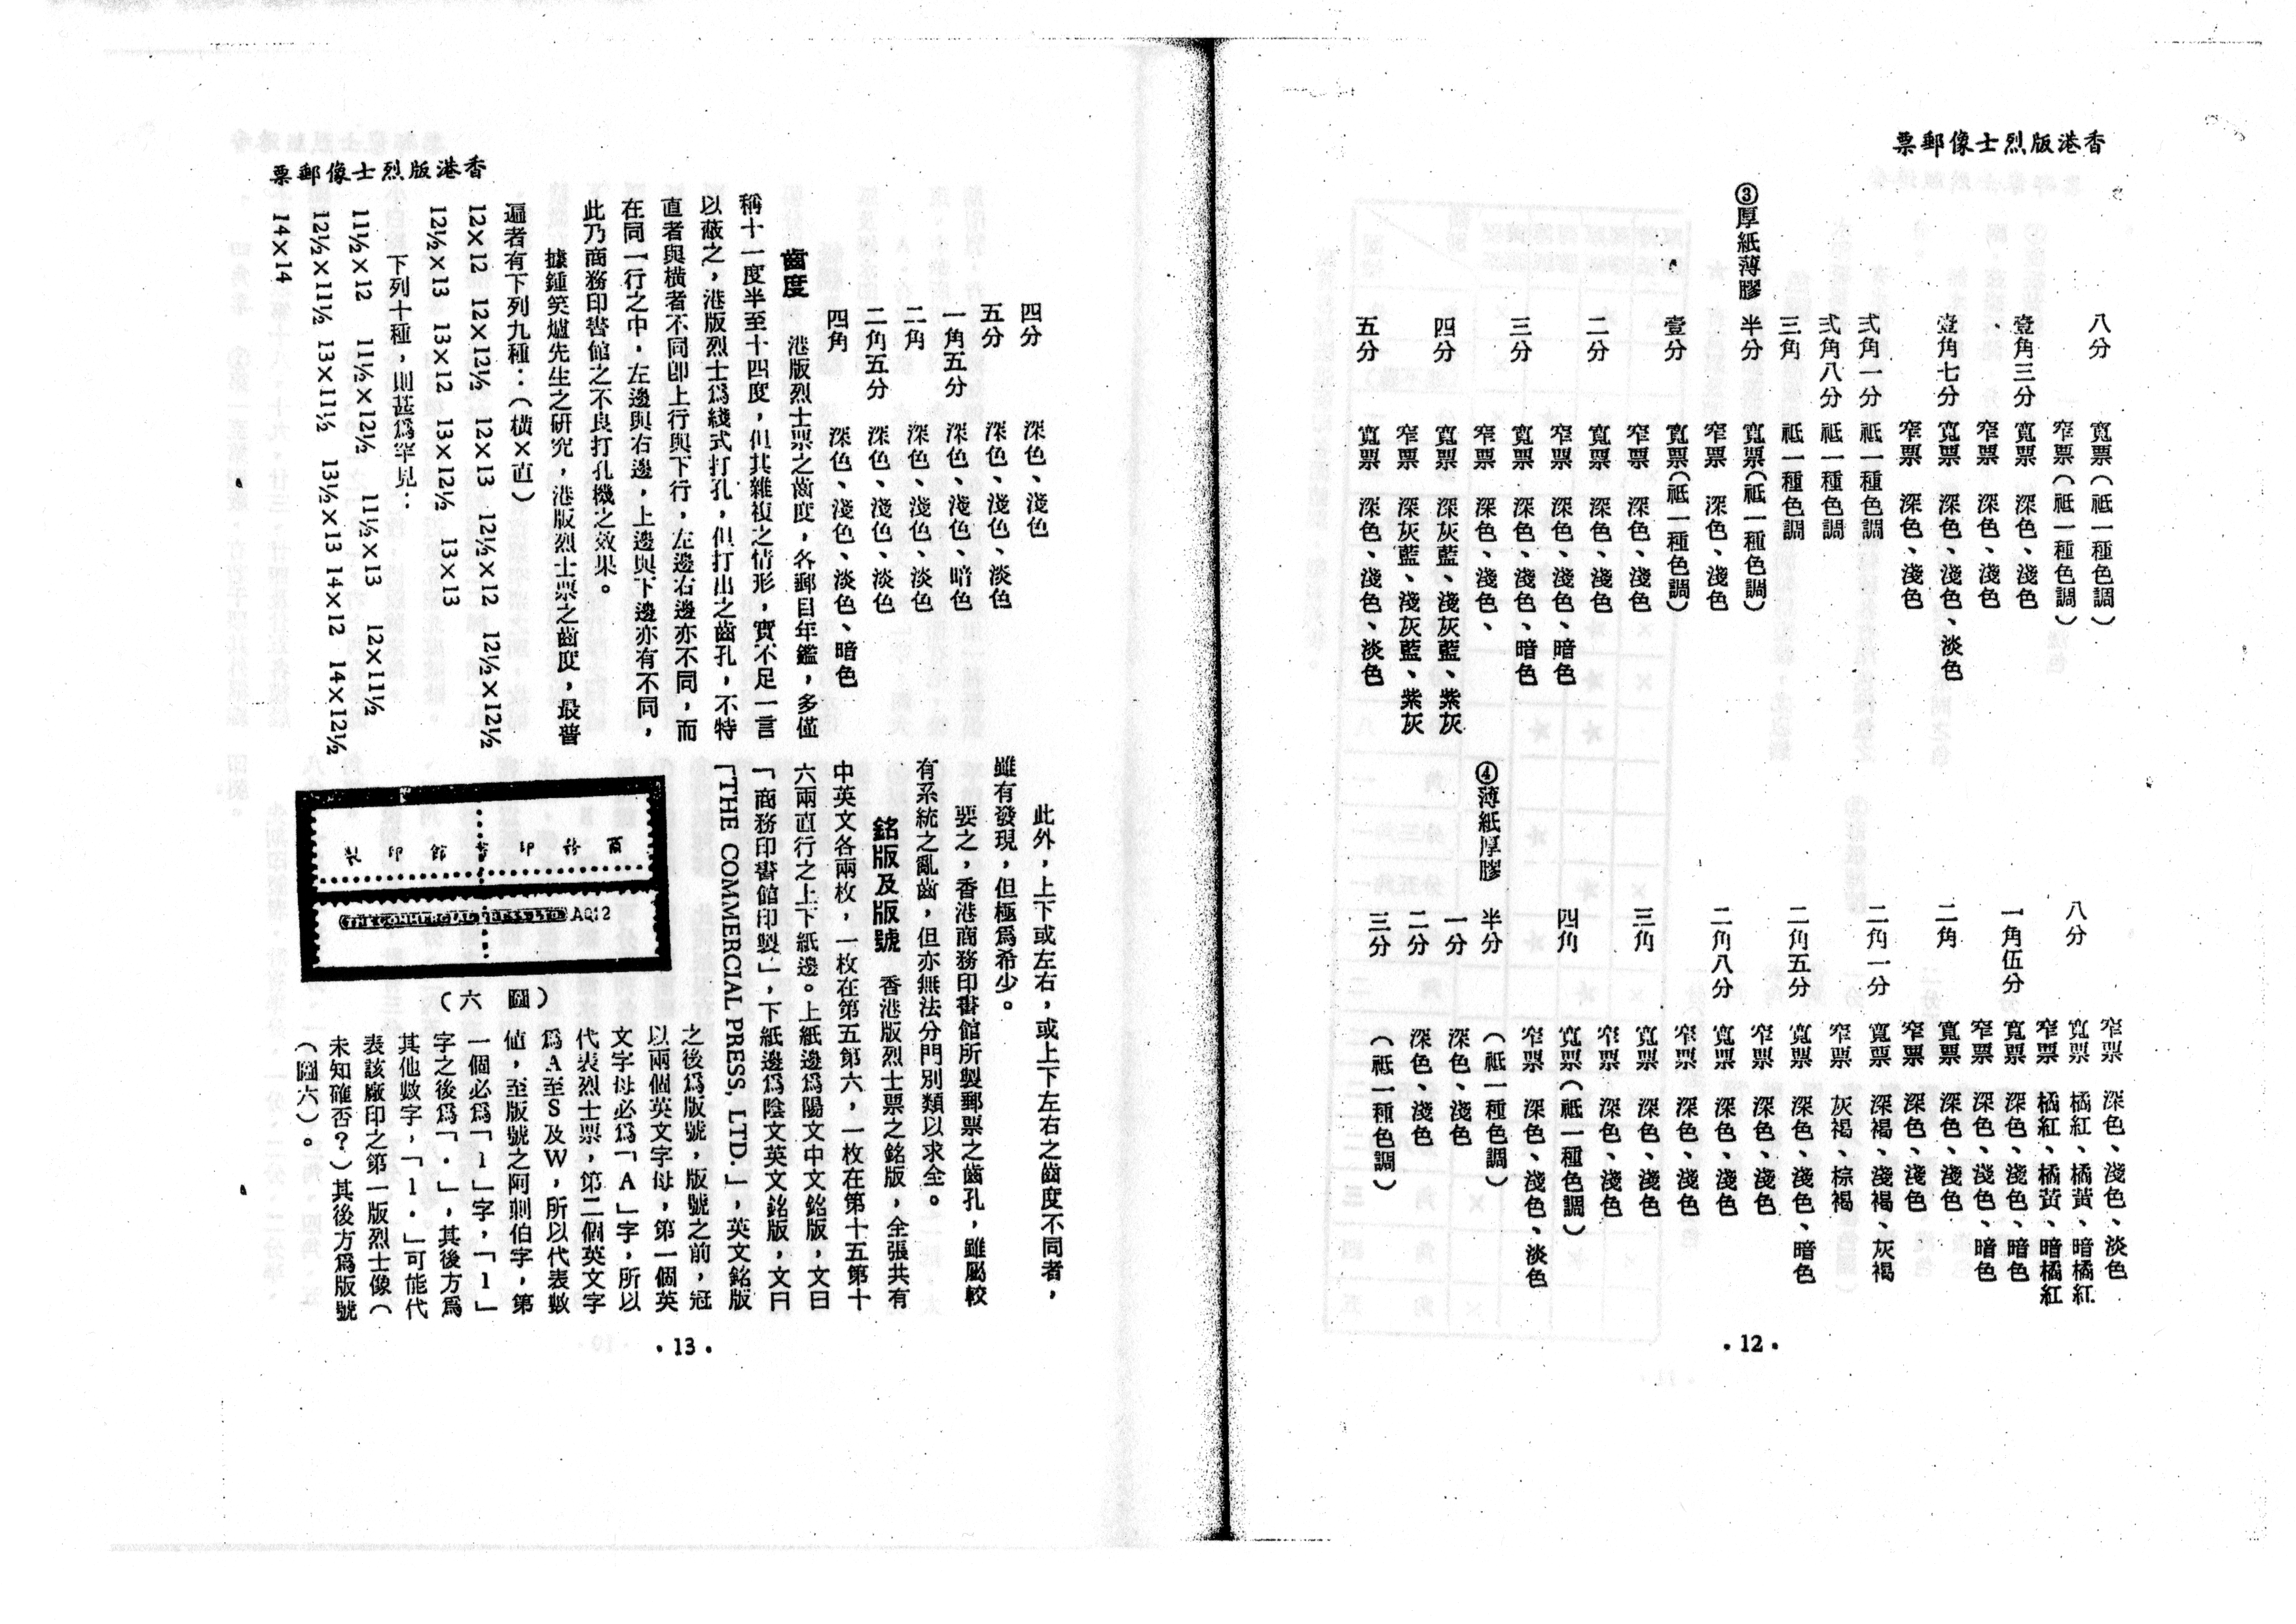 香港版烈士像郵票
八分 寬票（祗一種色調）
窄票（祗一種色調）
壹角三分 寬票 深色、淺色
窄票 深色、淺色
壹角七分 寬票 深色、淺色、淡色
窄票 深色、淺色
弍角一分 祗一種色調
弍角八分 祗一種色調
三角 祗一種色調
③厚紙薄膠 半分 寬票（祗一種色調）
窄票 深色、淺色
壹分 寬票（祗一種色調）
窄票 深色、淺色
二分 寬票 深色、淺色
窄票 深色、淺色、暗色
三分 寬票 深色、淺色、暗色
窄票 深色、淺色、
四分 寬票 深灰藍、淺灰藍、紫灰
窄票 深灰藍、淺灰藍、紫灰
五分 寬票 深色、淺色、淡色
窄票 深色、淺色、淡色
八分 寬票 橘紅、橘黃、暗橘紅
窄票 橘紅、橘黃、暗橘紅
一角伍分 寬票 深色、淺色、暗色
窄票 深色、淺色、暗色
二角 寬票 深色、淺色
窄票 深色、淺色
二角一分 寬票 深褐、淺褐、灰褐
窄票 灰褐、棕褐
二角五分 寬票 深色、淺色、暗色
窄票 深色、淺色
二角八分 寬票 深色、淺色
窄票 深色、淺色
三角 寬票 深色、淺色
窄票 深色、淺色
四角 寬票（祗一種色調）
窄票 深色、淺色、淡色
④薄紙厚膠 半分 （祗一種色調）
一分 深色、淺色
二分 深色、淺色
三分 （祗一種色調）
·12·
香港版烈士像郵票
四分 深色、淺色
五分 深色、淺色、淡色
一角五分 深色、淺色、暗色
二角 深色、淺色、淡色
二角五分 深色、淺色、淡色
四角 深色、淺色、淡色、暗色
齒度 港版烈士票之齒度，各郵目年鑑，多僅
稱十一度半至十四度，但其雜複之情形，實不足一言
以蔽之，港版烈士爲綫式打孔，但打出之齒孔，不特
直者與橫者不同卽上行與下行，左邊右邊亦不同，而
在同一行之中，左邊與右邊，上邊與下邊亦有不同，
此乃商務印書館之不良打孔機之效果。
據鍾笑爐先生之研究，港版烈士票之齒度，最普
遍者有下列九種：（橫×直）
12×12 12×12½ 12×13 12½×12 12½×12½
12½×13 13×12 13×12½ 13×13
下列十種，則甚爲罕見：
11½×12 11½×12½ 11½×13 12×11½
12½×11½ 13×11½ 13½×13 14×12 14×12½
14×14
此外，上下或左右，或上下左右之齒度不同者，
雖有發現，但極爲希少。
要之，香港商務印書館所製郵票之齒孔，雖屬較
有系統之亂齒，但亦無法分門別類以求全。
銘版及版號 香港版烈士票之銘版，全張共有
中英文各兩枚，一枚在第五第六，一枚在第十五第十
六兩直行之上下紙邊。上紙邊爲陽文中文銘版，文曰
「商務印書館印製」，下紙邊爲陰文英文銘版，文曰
「THE COMMERCIAL PRESS, LTD.」，英文銘版
之後爲版號，版號之前，冠
以兩個英文字母，第一個英
文字母必爲「A」字，所以
代表烈士票，第二個英文字
爲A至S及W，所以代表數
値，至版號之阿剌伯字，第
一個必爲「1」字，「1」
字之後爲「．」，其後方爲
其他數字，「1．」可能代
表該廠印之第一版烈士像（
未知確否？）其後方爲版號
（圖六）。
商務印書館印製
THE COMMERCIAL PRESS LTD. AQ12
（圖 六）
·13·